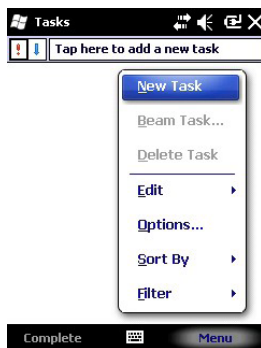 Tasks
Tap here to add a new task
New Task
Beam Task...
Delete Task
Edit
Options...
Sort By
Filter
Complete
Menu